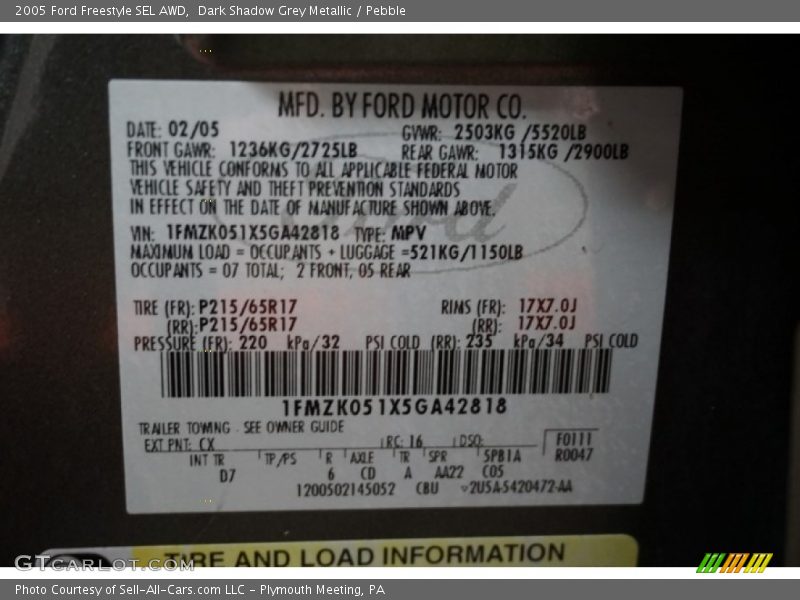 2005 Ford Freestyle SEL AWD,  Dark Shadow Grey Metallic / Pebble
MFD. BY FORD MOTOR CO.
DATE: 02/05 GVWR: 2503KG /5520LB
FRONT GAWR: 1236KG/2725LB REAR GAWR: 1315KG /2900LB
THIS VEHICLE CONFORMS TO ALL APPLICABLE FEDERAL MOTOR
VEHICLE SAFETY AND THEFT PREVENTION STANDARDS
IN EFFECT ON THE DATE OF MANUFACTURE SHOWN ABOVE.
VIN: 1FMZK051X5GA42818 TYPE: MPV
MAXIMUM LOAD = OCCUPANTS + LUGGAGE =521KG/1150LB
OCCUPANTS = 07 TOTAL; 2 FRONT, 05 REAR
TIRE (FR): P215/65R17 RIMS (FR): 17X7.0J
(RR): P215/65R17 (RR): 17X7.0J
PRESSURE (FR): 220 kPa/32 PSI COLD (RR): 235 kPa/34 PSI COLD
1FMZK051X5GA42818
TRAILER TOWING - SEE OWNER GUIDE
EXT PNT: CX RC: 16 DSO: F0111
INT TR TP/PS R AXLE TR SPR SPB1A R0047
D7 6 CD A AA22 C05
1200502145052 CBU 2U5A-5420472-AA
TIRE AND LOAD INFORMATION
GTCarLot.com
Photo Courtesy of Sell-All-Cars.com LLC - Plymouth Meeting, PA